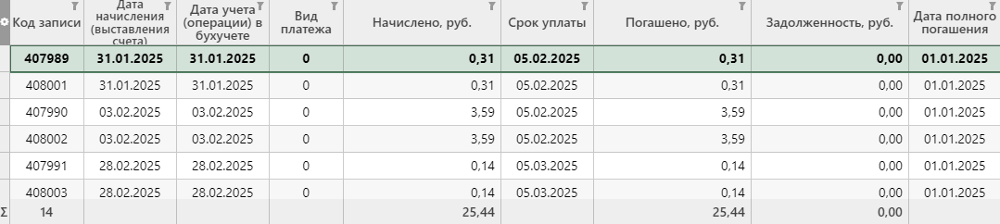 Код записи Дата начисления (выставления счета) Дата учета (операции) в бухучете Вид платежа Начислено, руб. Срок уплаты Погашено, руб. Задолженность, руб. Дата полного погашения
407989 31.01.2025 31.01.2025 0 0,31 05.02.2025 0,31 0,00 01.01.2025
408001 31.01.2025 31.01.2025 0 0,31 05.02.2025 0,31 0,00 01.01.2025
407990 03.02.2025 03.02.2025 0 3,59 05.02.2025 3,59 0,00 01.01.2025
408002 03.02.2025 03.02.2025 0 3,59 05.02.2025 3,59 0,00 01.01.2025
407991 28.02.2025 28.02.2025 0 0,14 05.03.2025 0,14 0,00 01.01.2025
408003 28.02.2025 28.02.2025 0 0,14 05.03.2025 0,14 0,00 01.01.2025
Σ 14 25,44 25,44 0,00